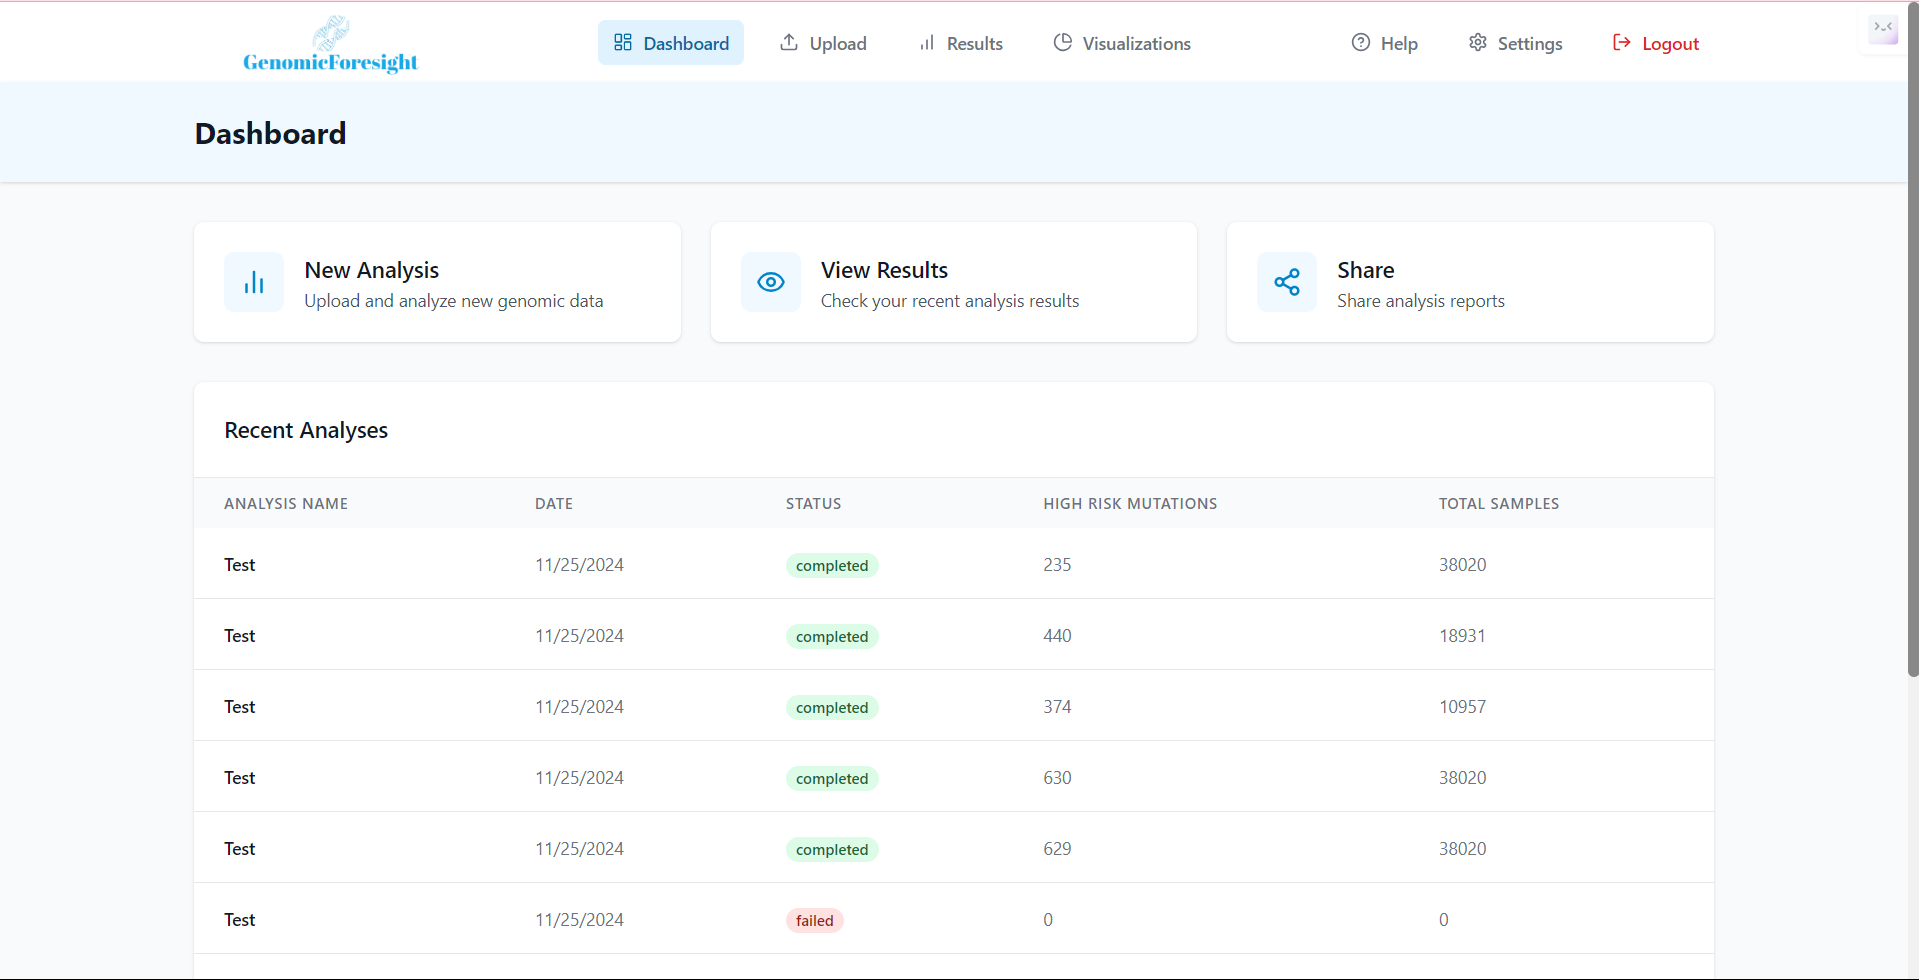 GenomicForesight
Dashboard Upload Results Visualizations Help Settings Logout
Dashboard
New Analysis
Upload and analyze new genomic data
View Results
Check your recent analysis results
Share
Share analysis reports
Recent Analyses
ANALYSIS NAME DATE STATUS HIGH RISK MUTATIONS TOTAL SAMPLES
Test 11/25/2024 completed 235 38020
Test 11/25/2024 completed 440 18931
Test 11/25/2024 completed 374 10957
Test 11/25/2024 completed 630 38020
Test 11/25/2024 completed 629 38020
Test 11/25/2024 failed 0 0